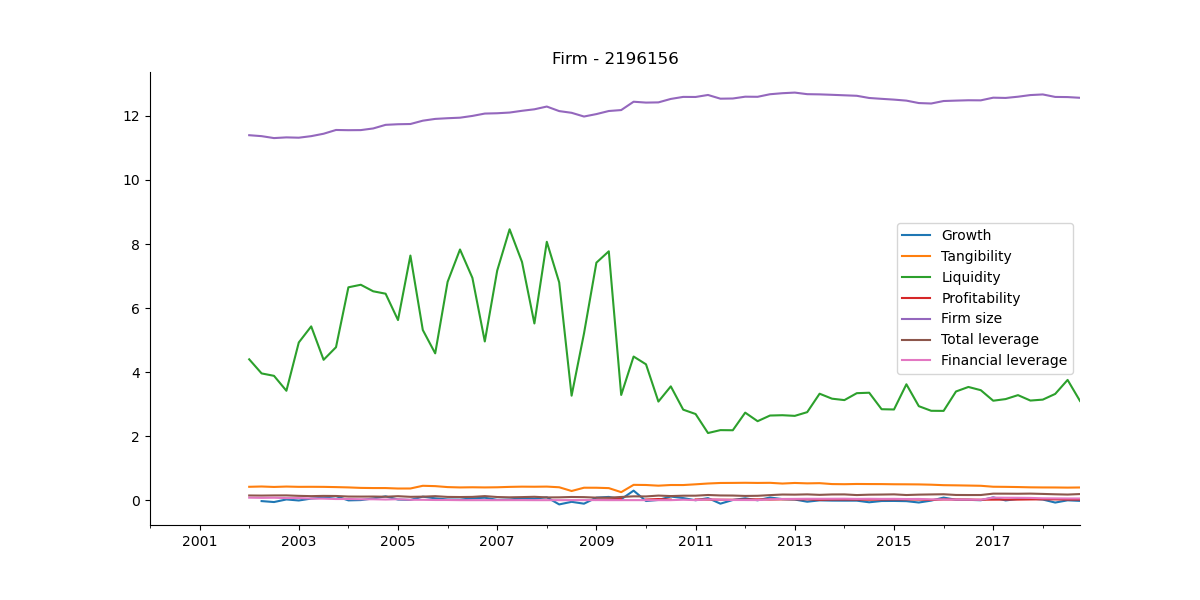 Firm - 2196156
12
10
8
6
4
2
0
Growth
Tangibility
Liquidity
Profitability
Firm size
Total leverage
Financial leverage
2001 2003 2005 2007 2009 2011 2013 2015 2017